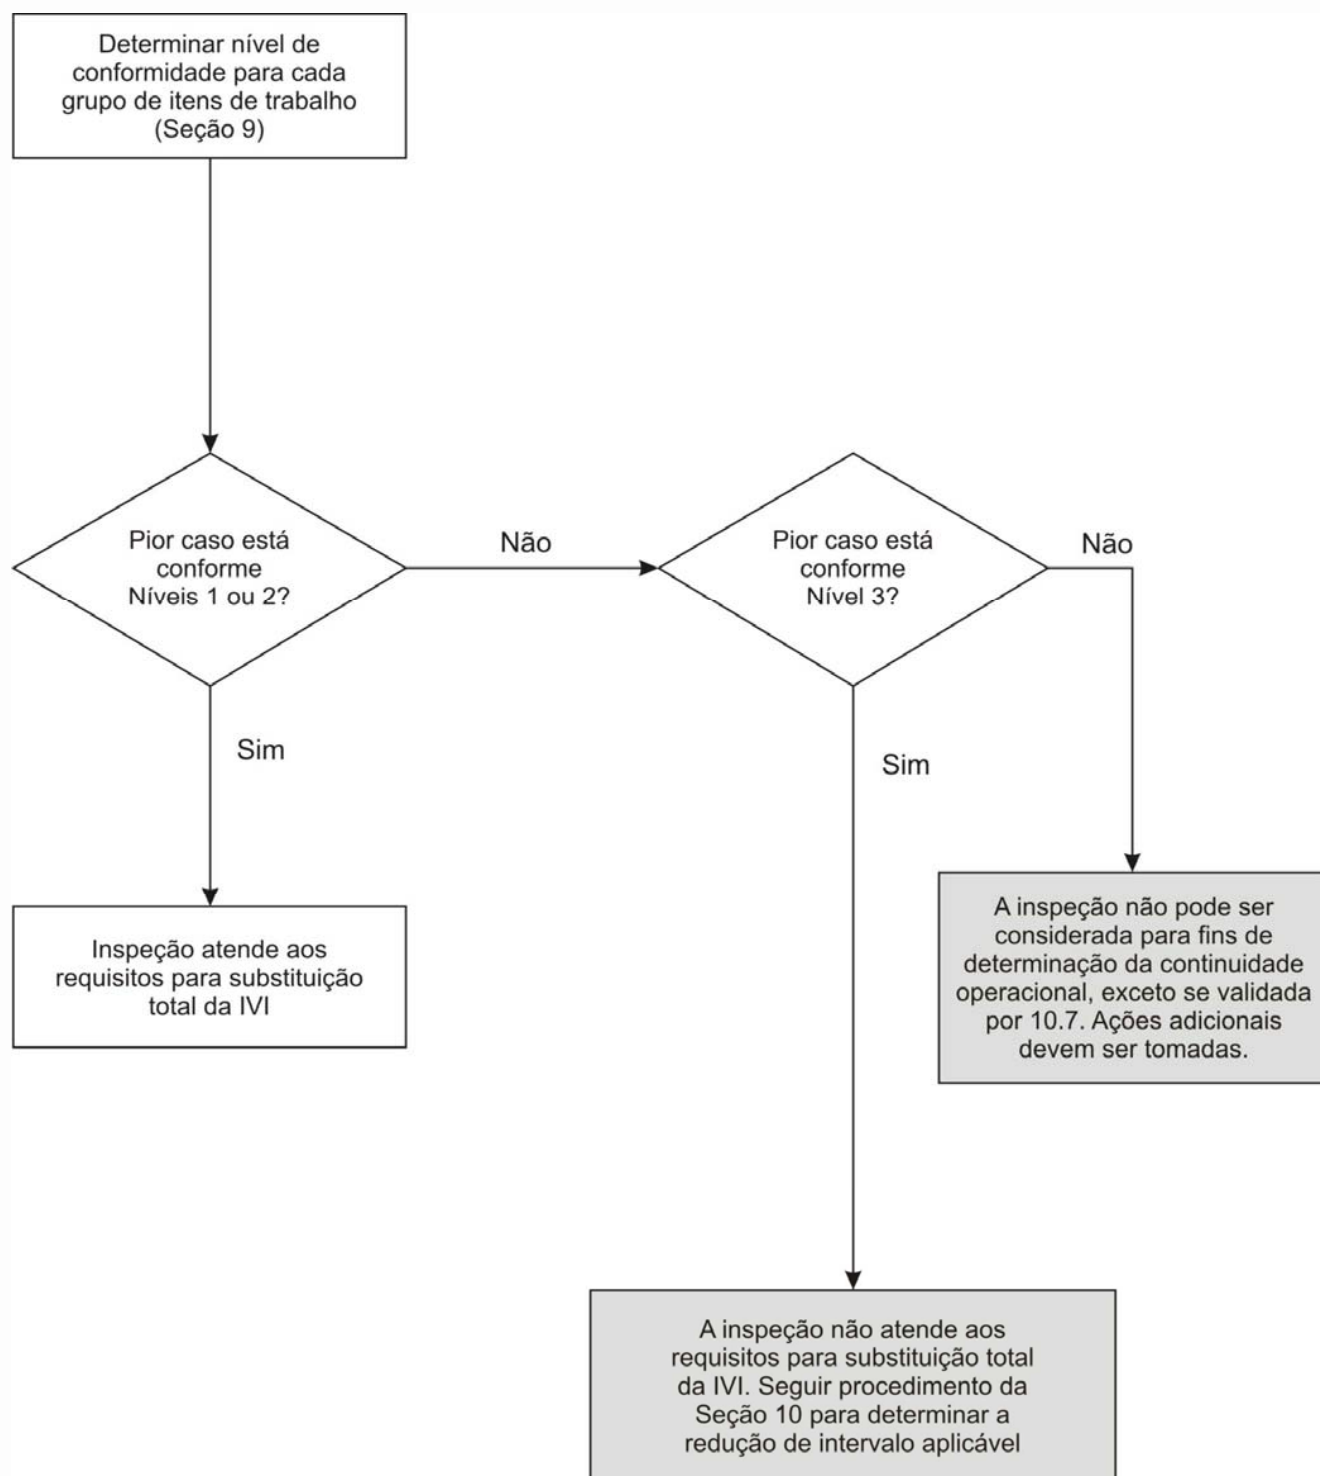 Determinar nível de
conformidade para cada
grupo de itens de trabalho
(Seção 9)
Pior caso está
conforme
Níveis 1 ou 2?
Não
Pior caso está
conforme
Nível 3?
Não
Sim
Sim
Inspeção atende aos
requisitos para substituição
total da IVI
A inspeção não pode ser
considerada para fins de
determinação da continuidade
operacional, exceto se validada
por 10.7. Ações adicionais
devem ser tomadas.
A inspeção não atende aos
requisitos para substituição total
da IVI. Seguir procedimento da
Seção 10 para determinar a
redução de intervalo aplicável